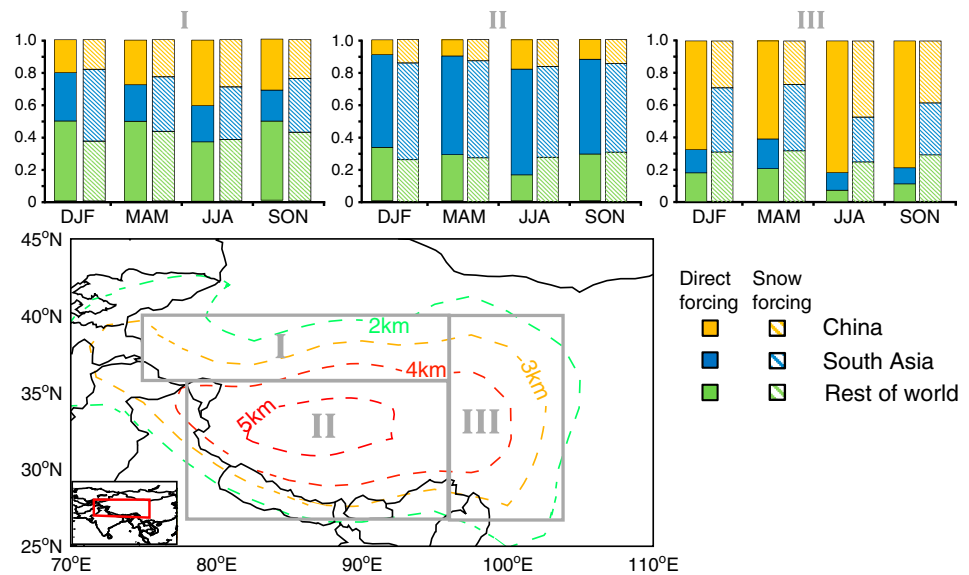 I II III
1.0 1.0 1.0
0.8 0.8 0.8
0.6 0.6 0.6
0.4 0.4 0.4
0.2 0.2 0.2
0 0 0
DJF MAM JJA SON DJF MAM JJA SON DJF MAM JJA SON
45°N
40°N
35°N
30°N
25°N
70°E 80°E 90°E 100°E 110°E
2km
I
4km
3km
5km
II
III
Direct Snow
forcing forcing
China
South Asia
Rest of world